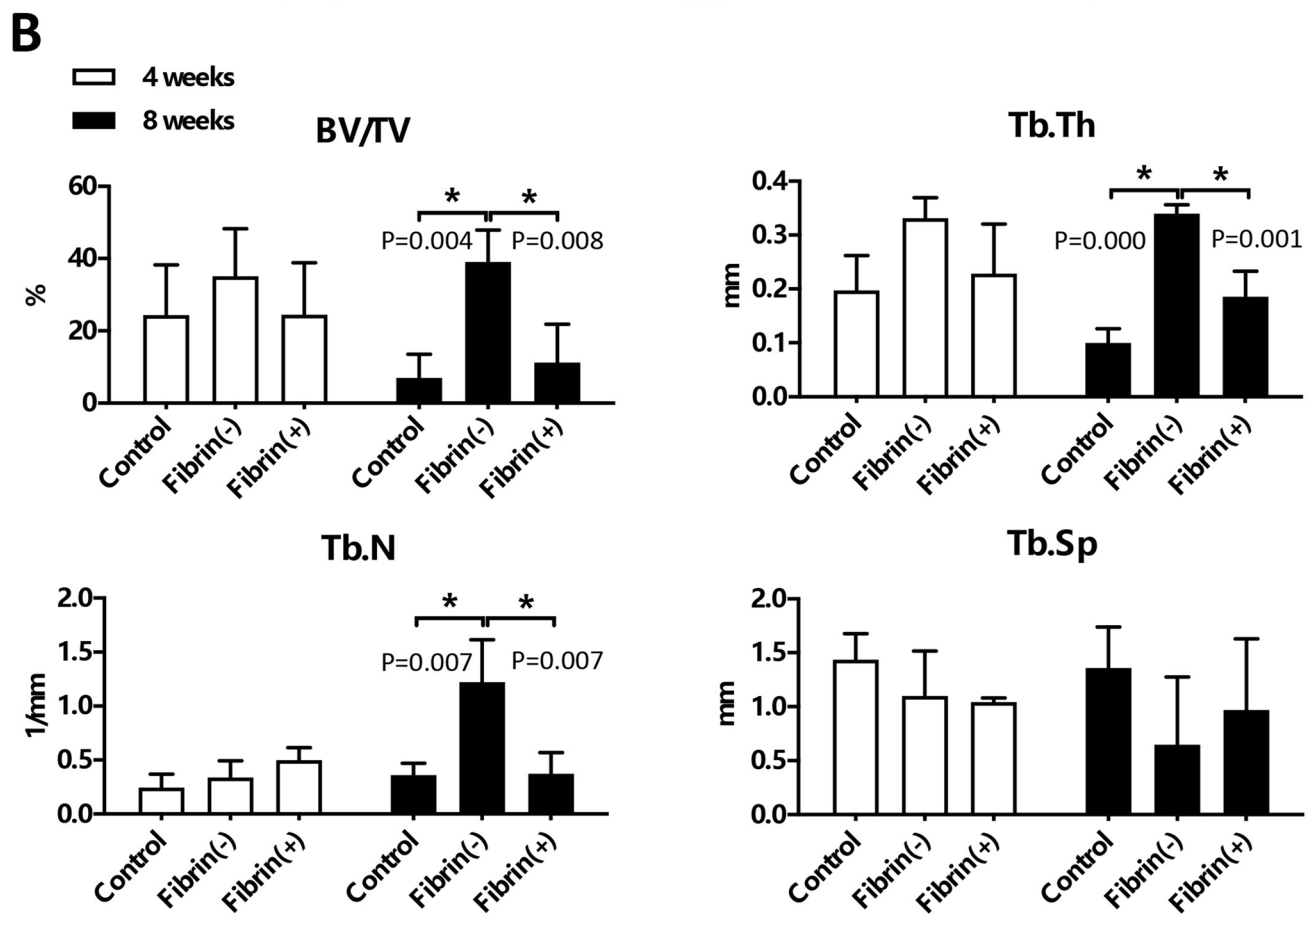 B
4 weeks
8 weeks
BV/TV
60
40
20
0
%
* *
P=0.004 P=0.008
Control Fibrin(-) Fibrin(+) Control Fibrin(-) Fibrin(+)
Tb.Th
0.4
0.3
0.2
0.1
0.0
mm
* *
P=0.000 P=0.001
Control Fibrin(-) Fibrin(+) Control Fibrin(-) Fibrin(+)
Tb.N
2.0
1.5
1.0
0.5
0.0
1/mm
* *
P=0.007 P=0.007
Control Fibrin(-) Fibrin(+) Control Fibrin(-) Fibrin(+)
Tb.Sp
2.0
1.5
1.0
0.5
0.0
mm
Control Fibrin(-) Fibrin(+) Control Fibrin(-) Fibrin(+)